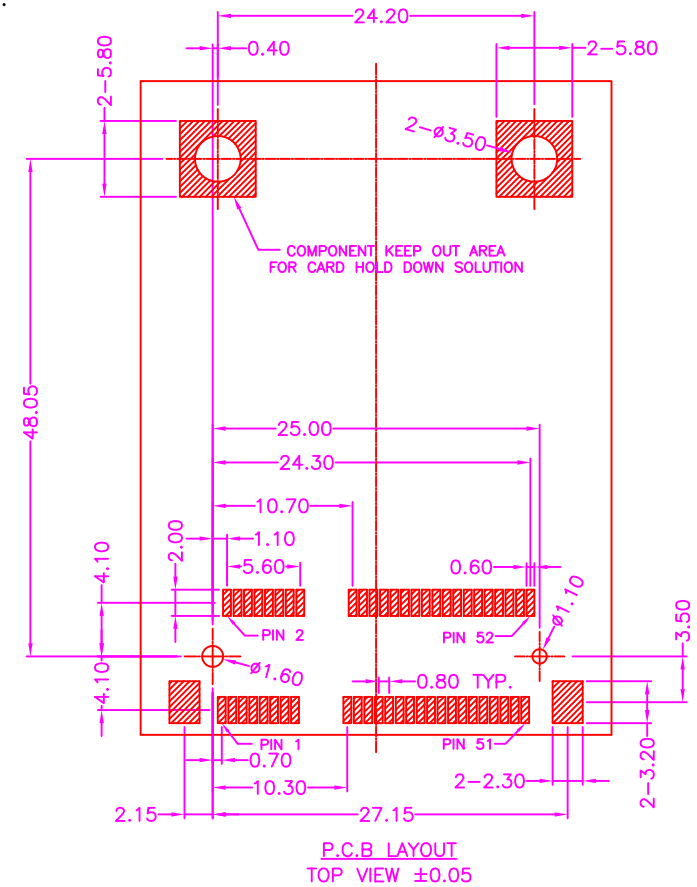 24.20
0.40
2-5.80
2-5.80
2-ø3.50
COMPONENT KEEP OUT AREA
FOR CARD HOLD DOWN SOLUTION
48.05
25.00
24.30
10.70
2.00
1.10
4.10
5.60
0.60
ø1.10
PIN 2
PIN 52
3.50
ø1.60
4.10
0.80 TYP.
PIN 1
PIN 51
0.70
10.30
2-2.30
2-3.20
2.15
27.15
P.C.B LAYOUT
TOP VIEW ±0.05